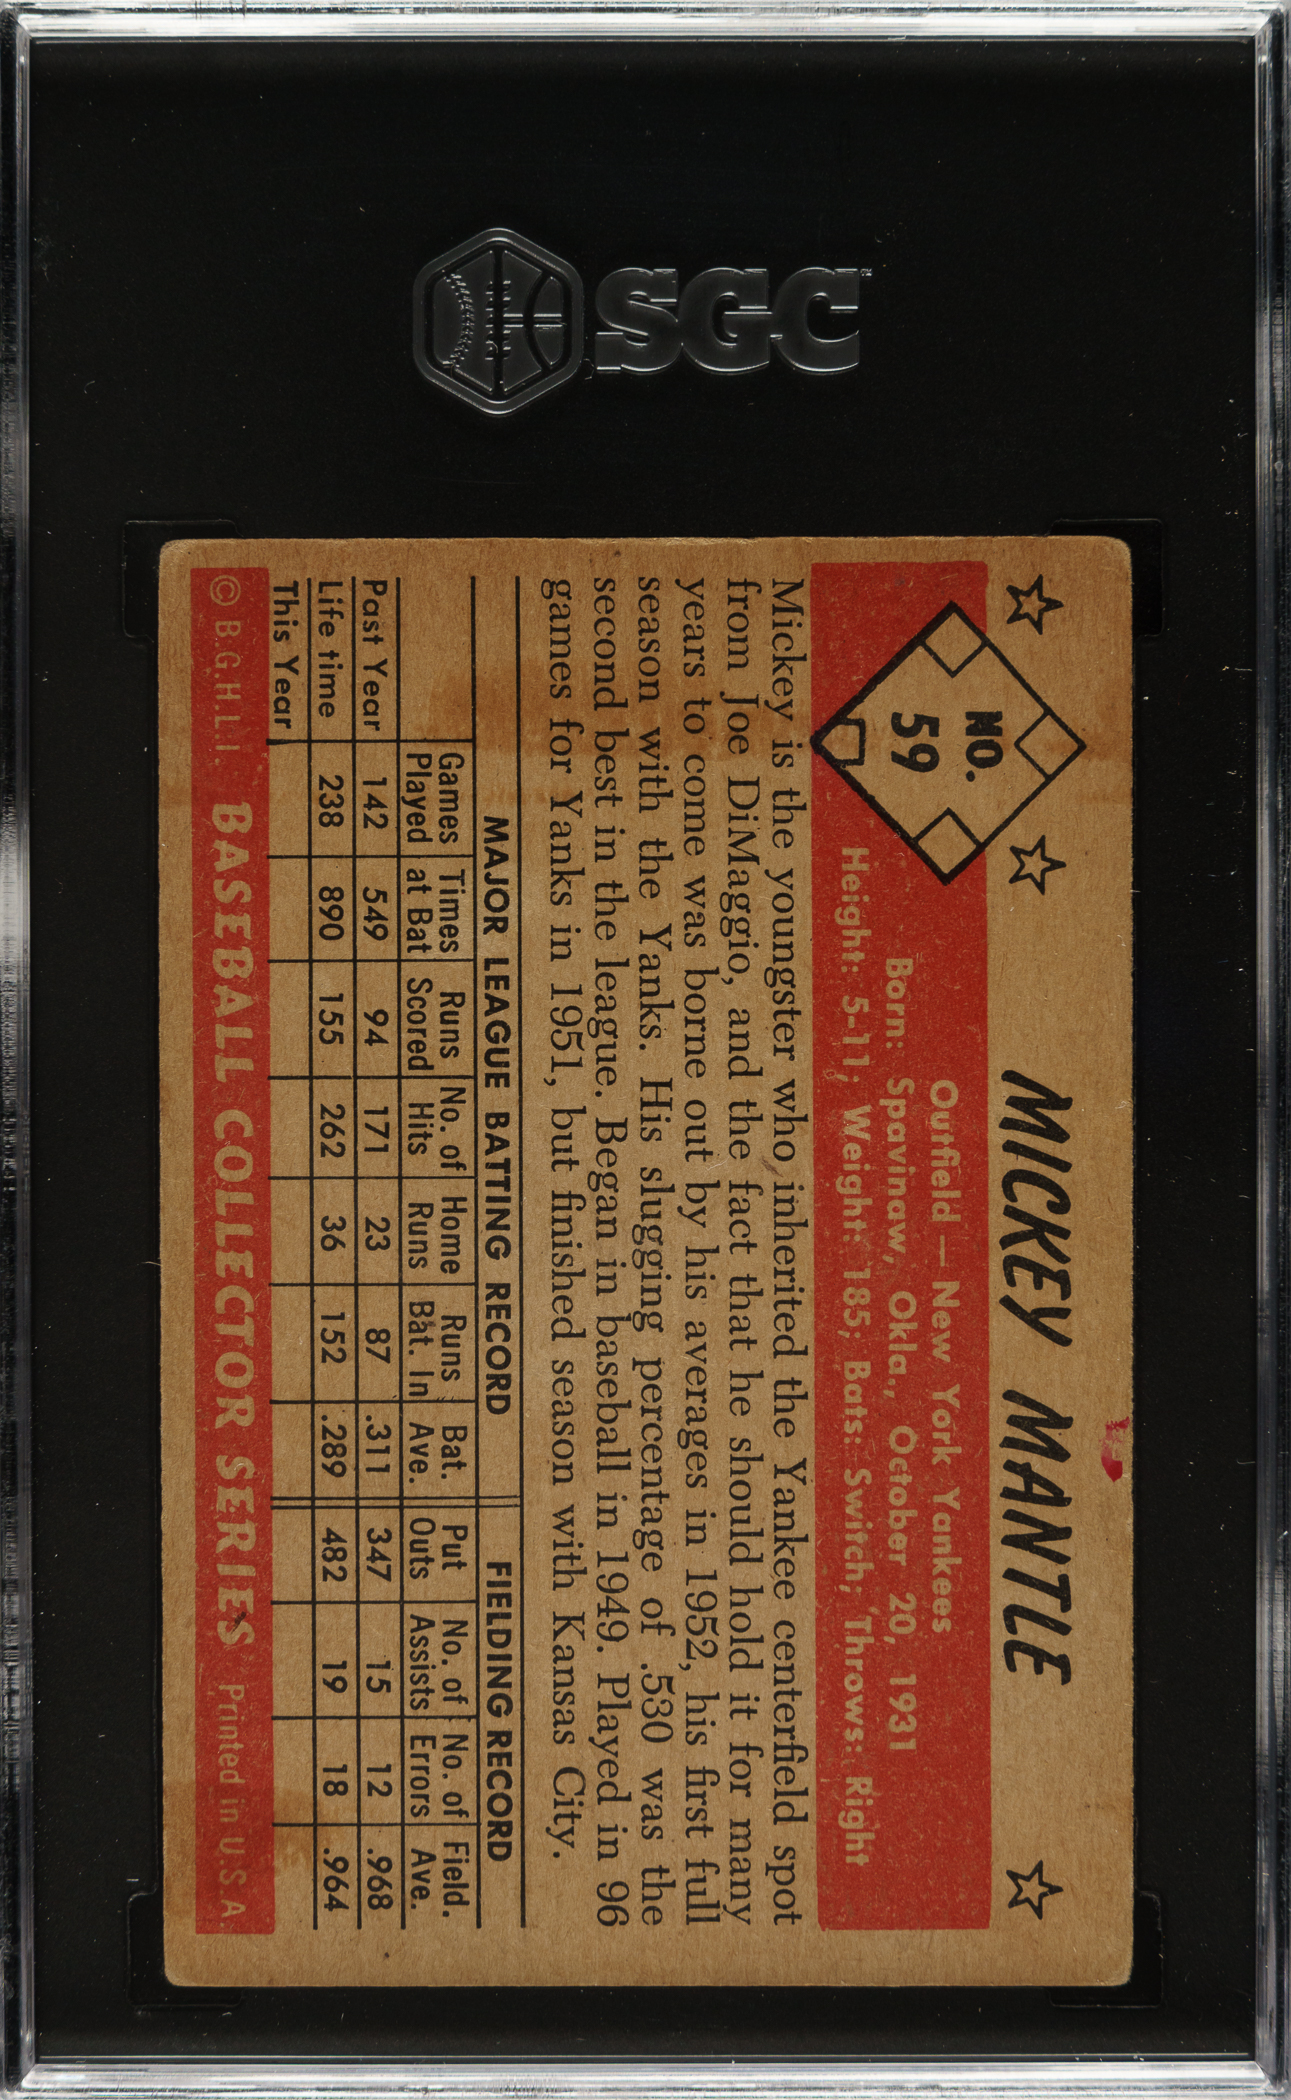 SGC
MICKEY MANTLE
NO.
59
Outfield — New York Yankees
Born: Spavinaw, Okla., October 20, 1931
Height: 5-11; Weight: 185; Bats: Switch; Throws: Right
Mickey is the youngster who inherited the Yankee centerfield spot
from Joe DiMaggio, and the fact that he should hold it for many
years to come was borne out by his averages in 1952, his first full
season with the Yanks. His slugging percentage of .530 was the
second best in the league. Began in baseball in 1949. Played in 96
games for Yanks in 1951, but finished season with Kansas City.
MAJOR LEAGUE BATTING RECORD FIELDING RECORD
Games Played Times at Bat Runs Scored No. of Hits Home Runs Runs Bat. In Bat. Ave. Put Outs No. of Assists No. of Errors Field. Ave.
Past Year 142 549 94 171 23 87 .311 347 15 12 .968
Life time 238 890 155 262 36 152 .289 482 19 18 .964
This Year
© B.G.H.L.I. BASEBALL COLLECTOR SERIES Printed in U.S.A.